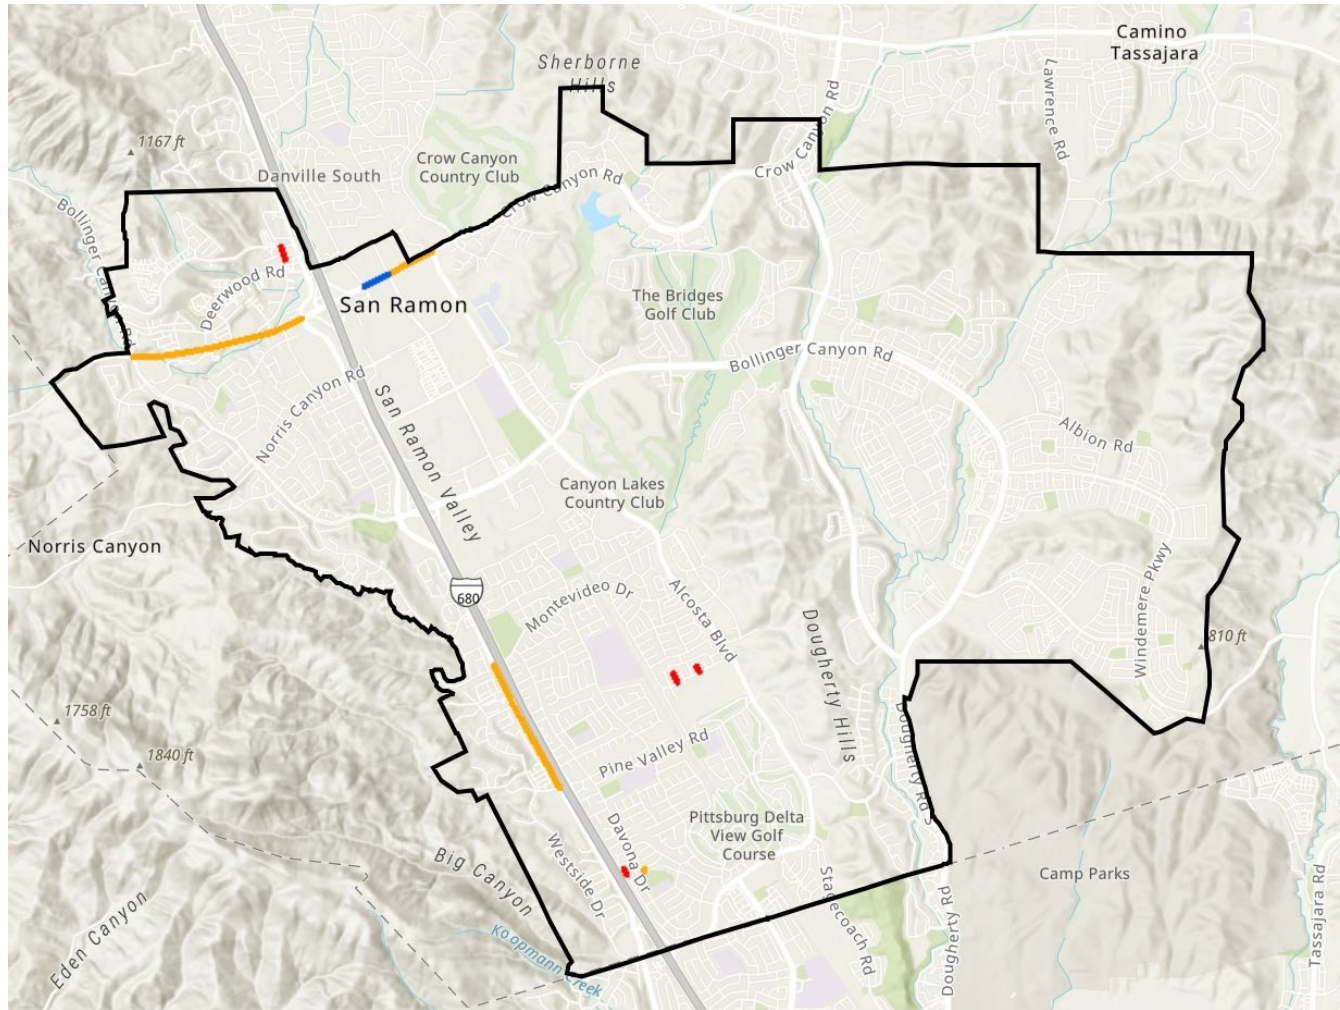 Camino
Tassajara
Sherborne
Hills
Lawrence Rd
1167 ft
Crow Canyon Rd
Crow Canyon
Country Club
Danville South
Crow Canyon Rd
Bollinger Canyon Rd
Deerwood Rd
San Ramon
The Bridges
Golf Club
Bollinger Canyon Rd
Norris Canyon Rd
San Ramon Valley
Albion Rd
Canyon Lakes
Country Club
Norris Canyon
680
Montevideo Dr
Alcosta Blvd
Dougherty Hills
Windemere Pkwy
810 ft
1758 ft
1840 ft
Pine Valley Rd
Dougherty Rd S
Pittsburg Delta
View Golf
Course
Davona Dr
Westside Dr
Big Canyon
Eden Canyon
Koopmann Creek
Stagecoach Rd
Dougherty Rd
Camp Parks
Tassajara Rd